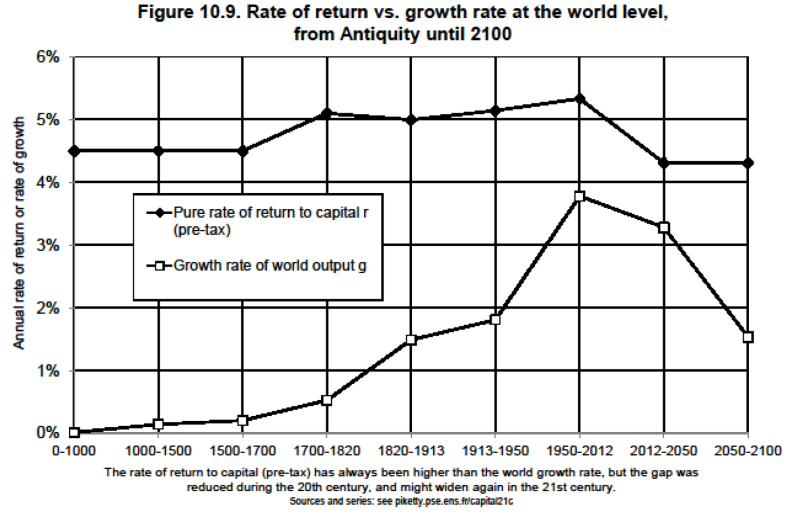 Figure 10.9. Rate of return vs. growth rate at the world level,
from Antiquity until 2100
Annual rate of return or rate of growth
6%
5%
4%
3%
2%
1%
0%
Pure rate of return to capital r
(pre-tax)
Growth rate of world output g
0-1000 1000-1500 1500-1700 1700-1820 1820-1913 1913-1950 1950-2012 2012-2050 2050-2100
The rate of return to capital (pre-tax) has always been higher than the world growth rate, but the gap was
reduced during the 20th century, and might widen again in the 21st century.
Sources and series: see piketty.pse.ens.fr/capital21c